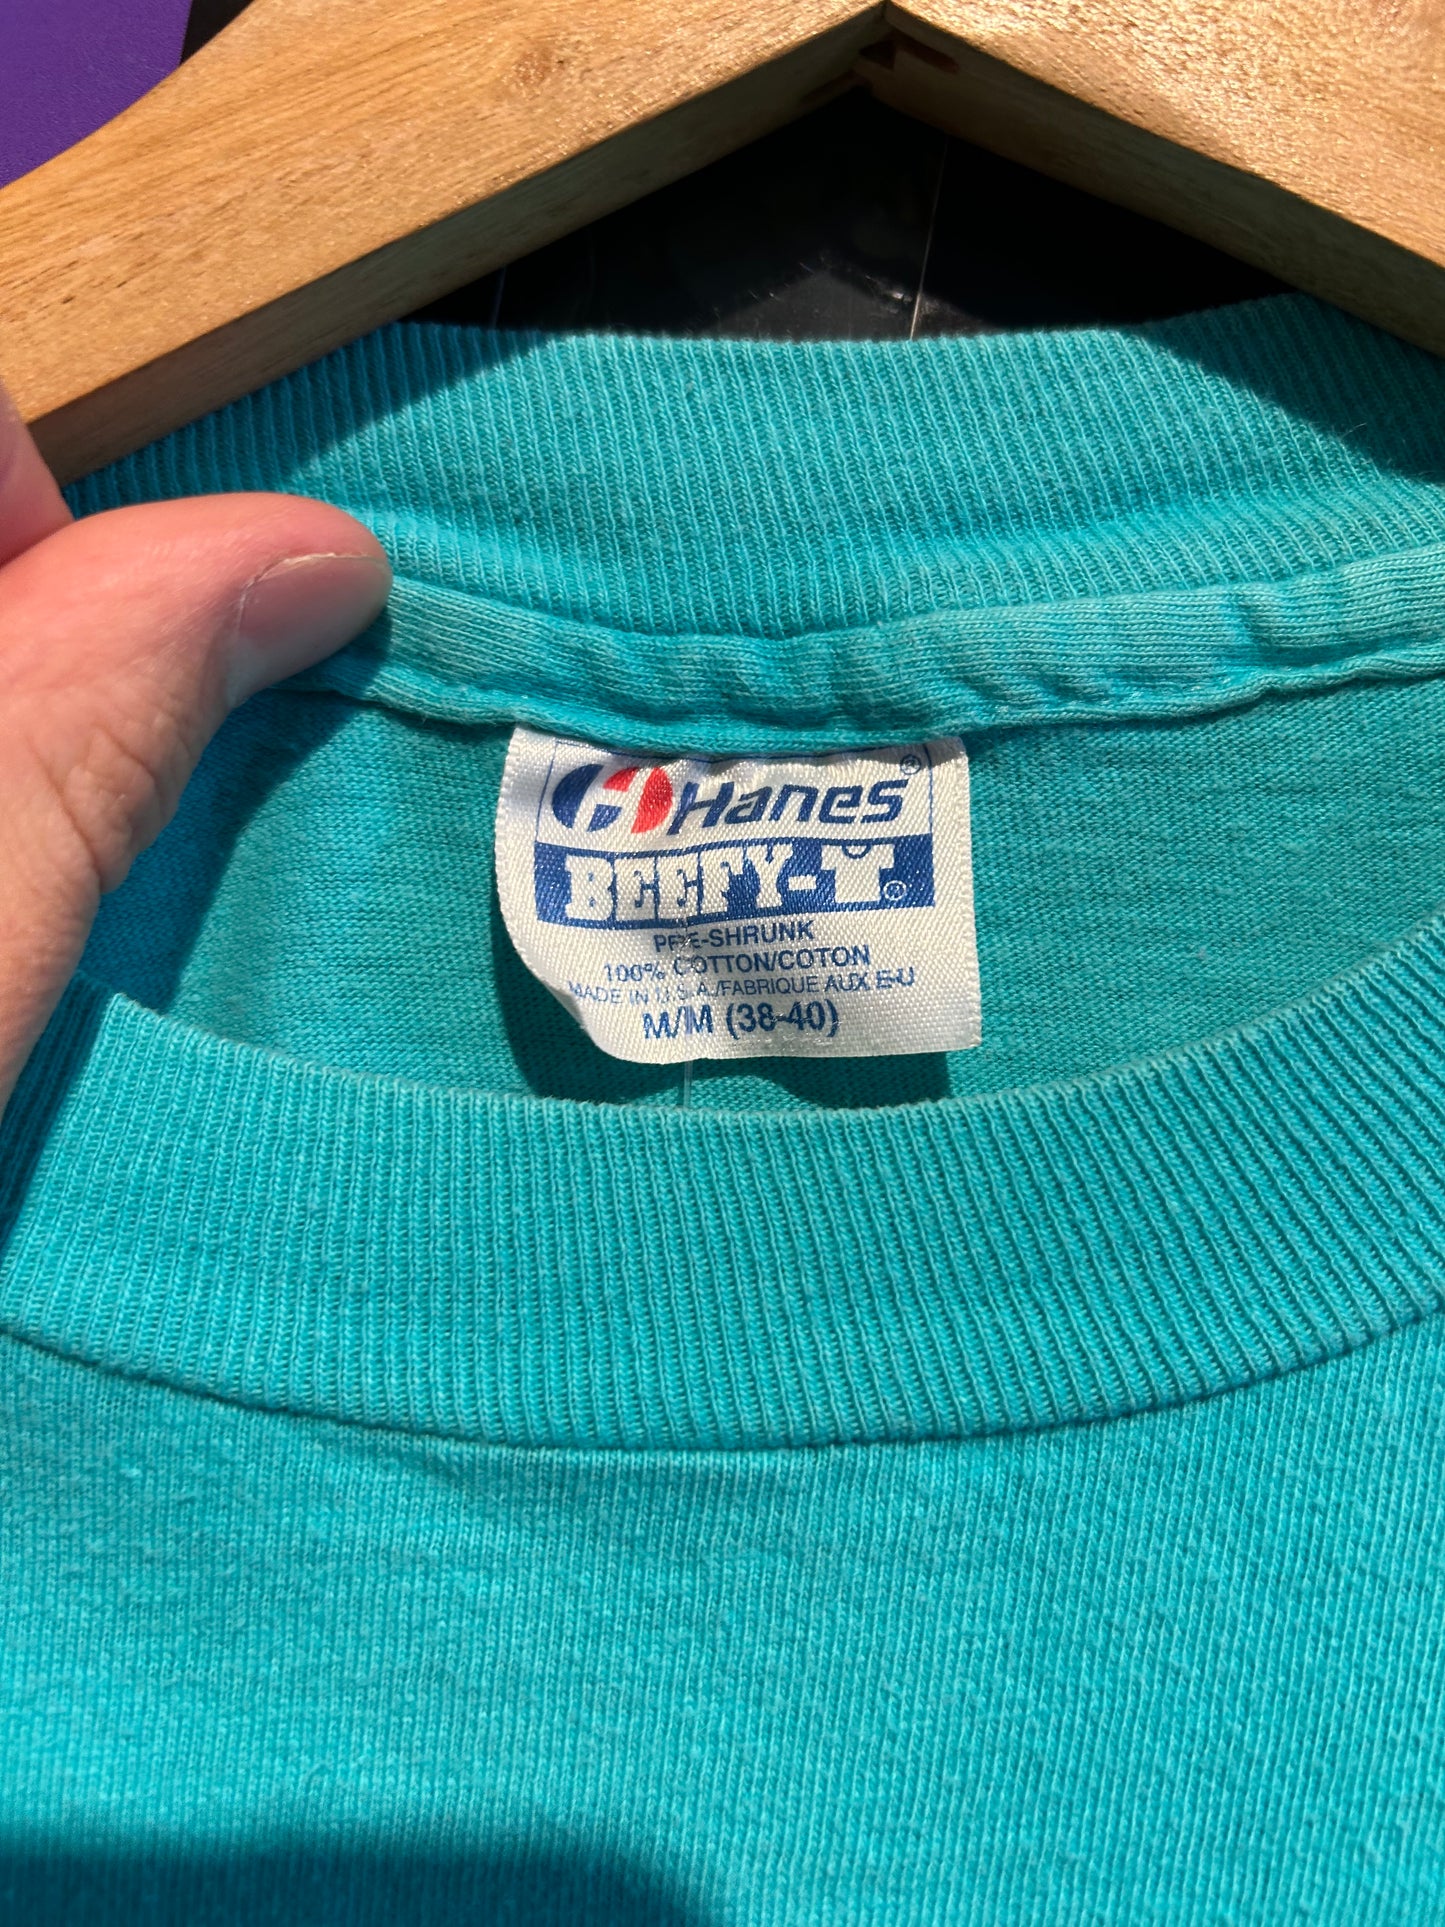 Hanes®
BEEFY-T®
PRE-SHRUNK
100% COTTON/COTON
MADE IN U.S.A./FABRIQUE AUX E-U
M/M (38-40)